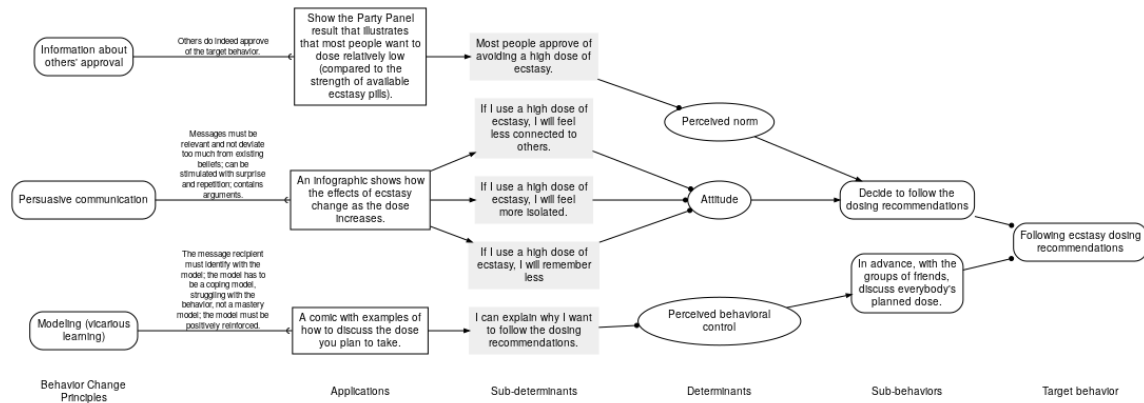 Information about
others' approval
Others do indeed approve
of the target behavior.
Show the Party Panel
result that illustrates
that most people want to
dose relatively low
(compared to the
strength of available
ecstasy pills).
Most people approve of
avoiding a high dose of
ecstasy.
Perceived norm
Persuasive communication
Messages must be
relevant and not deviate
too much from existing
beliefs; can be
stimulated with surprise
and repetition; contains
arguments.
An infographic shows how
the effects of ecstasy
change as the dose
increases.
If I use a high dose of
ecstasy, I will feel
less connected to
others.
If I use a high dose of
ecstasy, I will feel
more isolated.
If I use a high dose of
ecstasy, I will remember
less
Attitude
Decide to follow the
dosing recommendations
Following ecstasy dosing
recommendations
In advance, with the
groups of friends,
discuss everybody's
planned dose.
Modeling (vicarious
learning)
The message recipient
must identify with the
model; the model has to
be a coping model,
struggling with the
behavior, not a mastery
model; the model must be
positively reinforced.
A comic with examples of
how to discuss the dose
you plan to take.
I can explain why I want
to follow the dosing
recommendations.
Perceived behavioral
control
Behavior Change
Principles
Applications
Sub-determinants
Determinants
Sub-behaviors
Target behavior